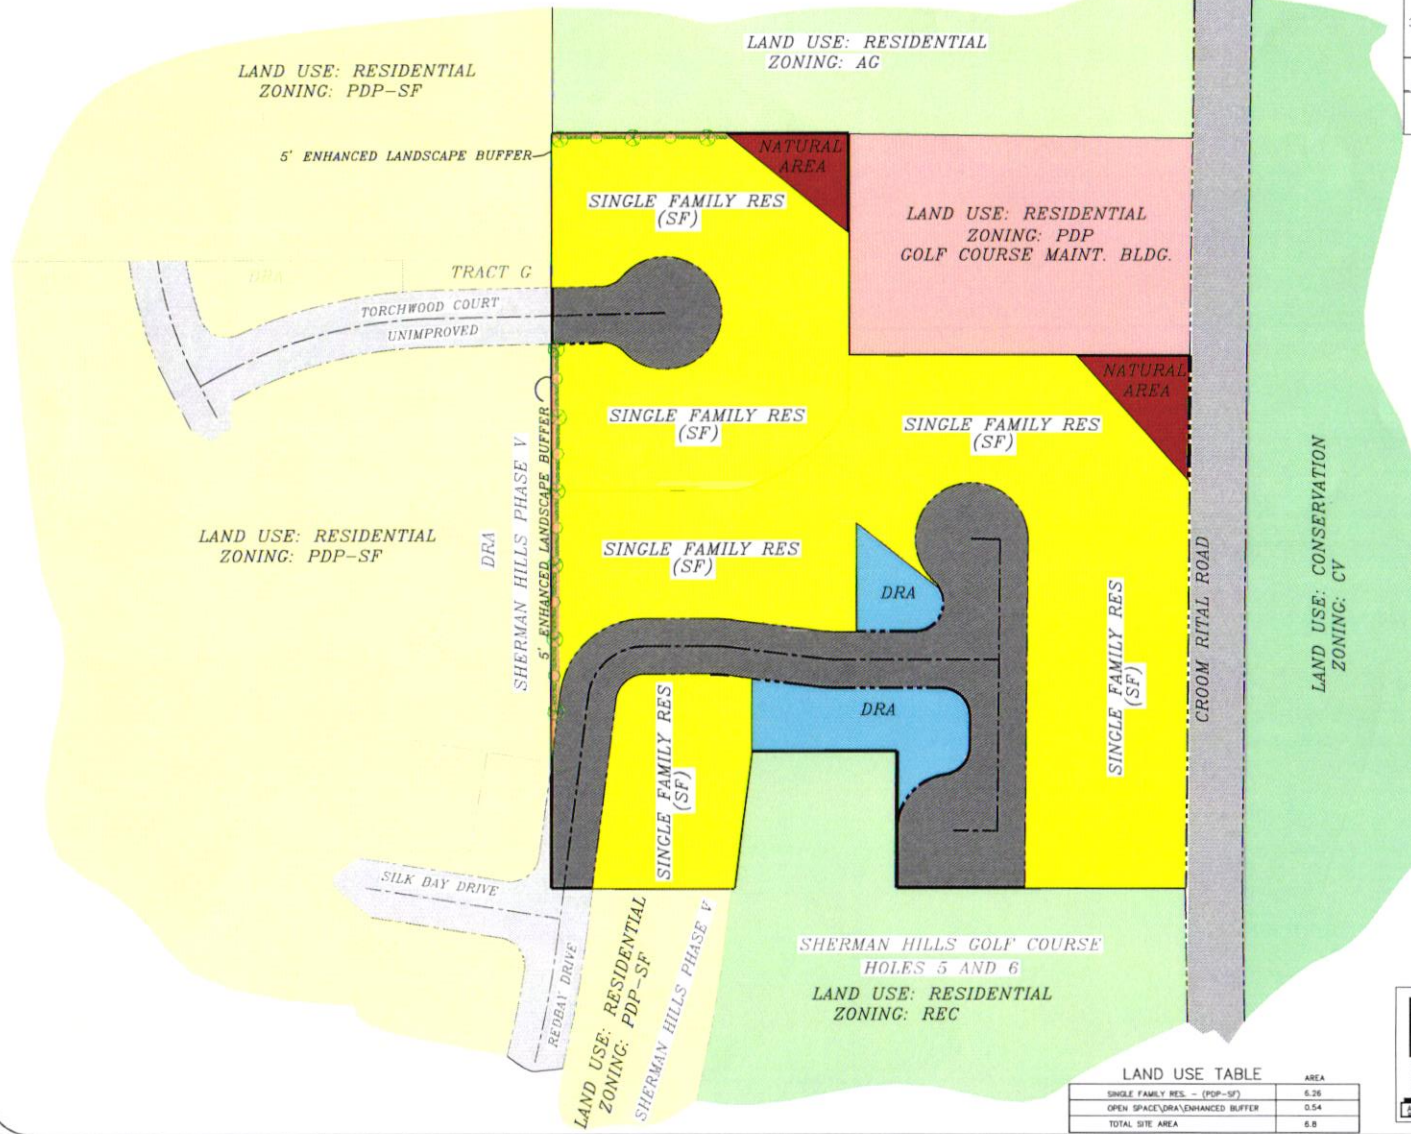 LAND USE: RESIDENTIAL
ZONING: AG
LAND USE: RESIDENTIAL
ZONING: PDP-SF
5' ENHANCED LANDSCAPE BUFFER
NATURAL
AREA
SINGLE FAMILY RES
(SF)
LAND USE: RESIDENTIAL
ZONING: PDP
GOLF COURSE MAINT. BLDG.
DRA
TRACT G
TORCHWOOD COURT
UNIMPROVED
NATURAL
AREA
SINGLE FAMILY RES
(SF)
SINGLE FAMILY RES
(SF)
LAND USE: RESIDENTIAL
ZONING: PDP-SF
DRA
SHERMAN HILLS PHASE V
5' ENHANCED LANDSCAPE BUFFER
SINGLE FAMILY RES
(SF)
DRA
SINGLE FAMILY RES
(SF)
CROOM RITAL ROAD
LAND USE: CONSERVATION
ZONING: CV
DRA
SINGLE FAMILY RES
(SF)
SILK BAY DRIVE
REDBAY DRIVE
LAND USE: RESIDENTIAL
ZONING: PDP-SF
SHERMAN HILLS PHASE V
SHERMAN HILLS GOLF COURSE
HOLES 5 AND 6
LAND USE: RESIDENTIAL
ZONING: REC
LAND USE TABLE AREA
SINGLE FAMILY RES. - (PDP-SF) 6.26
OPEN SPACE\DRA\ENHANCED BUFFER 0.54
TOTAL SITE AREA 6.8